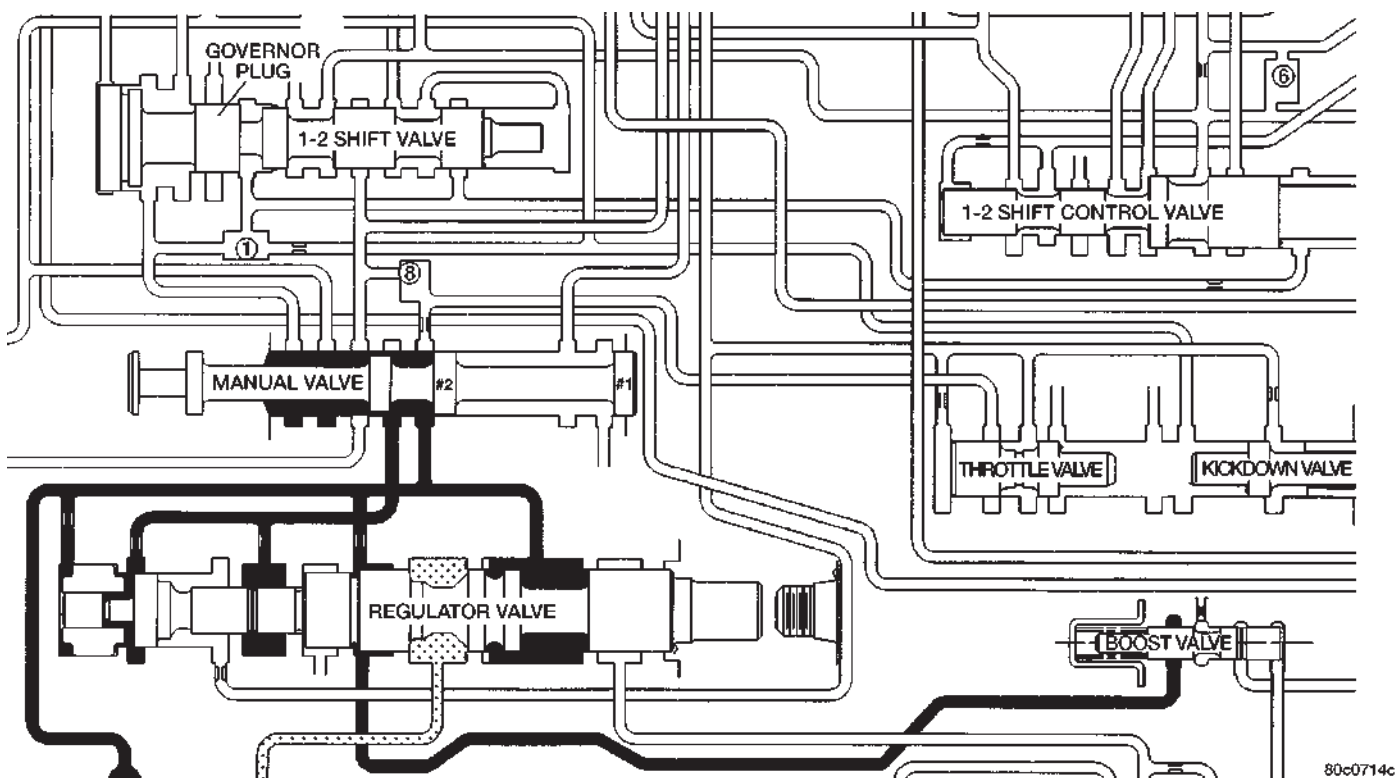 GOVERNOR
PLUG
6
1-2 SHIFT VALVE
1-2 SHIFT CONTROL VALVE
1
8
MANUAL VALVE
#2
#1
THROTTLE VALVE
KICKDOWN VALVE
REGULATOR VALVE
BOOST VALVE
80c0714c